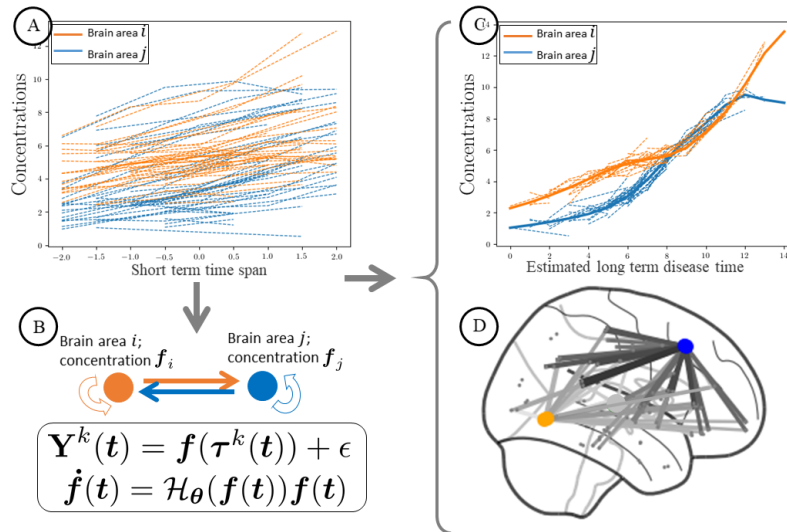 A
Brain area i
Brain area j
Concentrations
12
10
8
6
4
2
0
-2.0 -1.5 -1.0 -0.5 0.0 0.5 1.0 1.5 2.0
Short term time span
B
Brain area i;
concentration f_i
Brain area j;
concentration f_j
Y^k(t) = f(τ^k(t)) + ϵ
ḟ(t) = H_θ(f(t))f(t)
C
14
Brain area i
Brain area j
Concentrations
12
10
8
6
4
2
0
0 2 4 6 8 10 12 14
Estimated long term disease time
D